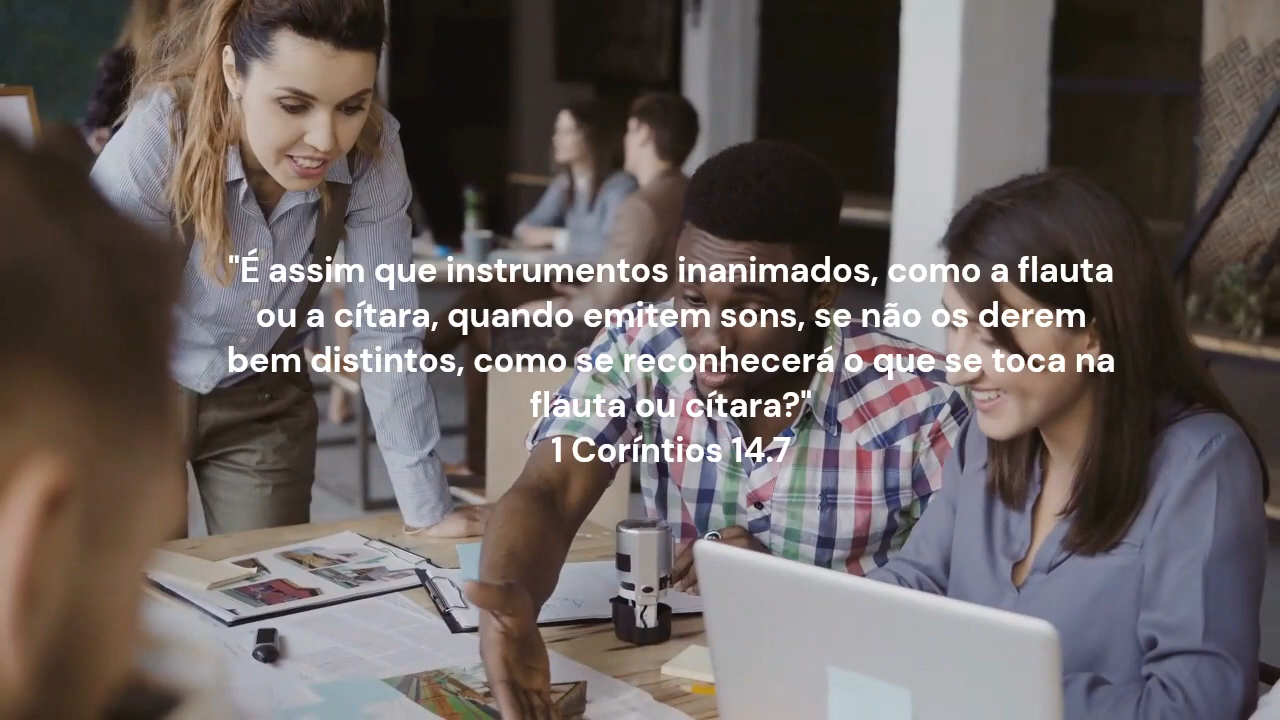 "É assim que instrumentos inanimados, como a flauta
ou a cítara, quando emitem sons, se não os derem
bem distintos, como se reconhecerá o que se toca na
flauta ou cítara?"
1 Coríntios 14.7